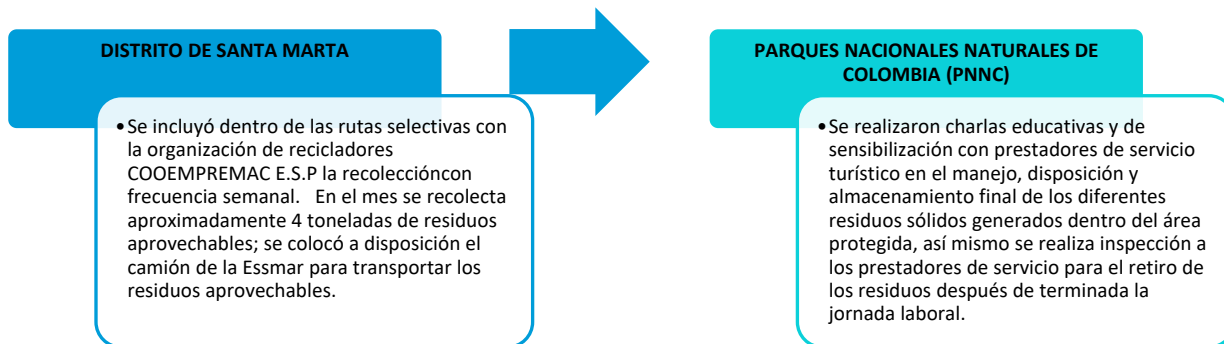 DISTRITO DE SANTA MARTA
•Se incluyó dentro de las rutas selectivas con
la organización de recicladores
COOEMPREMAC E.S.P la recoleccióncon
frecuencia semanal.   En el mes se recolecta
aproximadamente 4 toneladas de residuos
aprovechables; se colocó a disposición el
camión de la Essmar para transportar los
residuos aprovechables.
PARQUES NACIONALES NATURALES DE
COLOMBIA (PNNC)
•Se realizaron charlas educativas y de
sensibilización con prestadores de servicio
turístico en el manejo, disposición y
almacenamiento final de los diferentes
residuos sólidos generados dentro del área
protegida, así mismo se realiza inspección a
los prestadores de servicio para el retiro de
los residuos después de terminada la
jornada laboral.